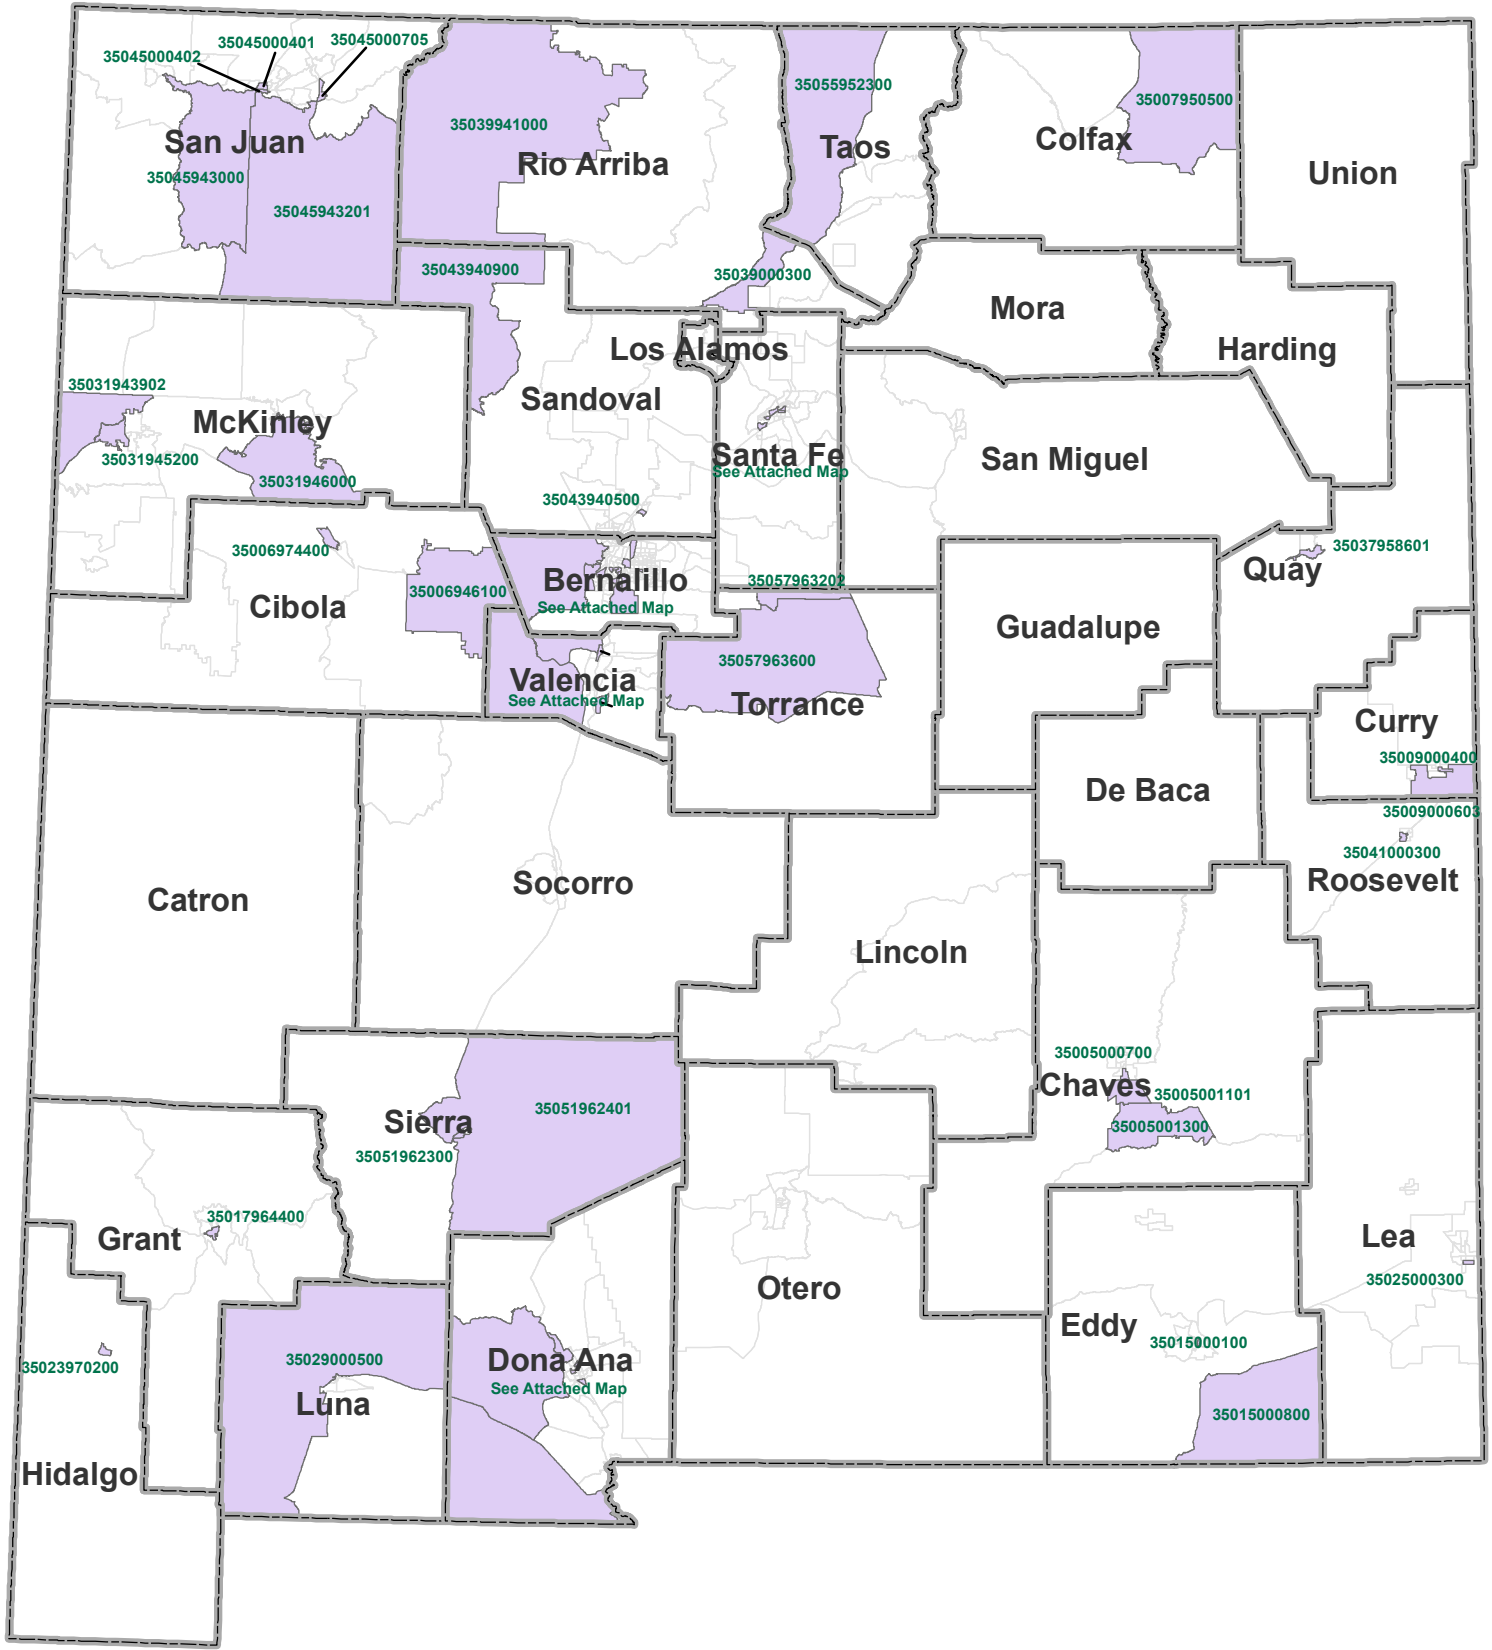 35045000401
35045000705
35045000402
35055952300
35007950500
35039941000
San Juan
Taos
Colfax
Rio Arriba
Union
35045943000
35045943201
35043940900
35039000300
Mora
Los Alamos
Harding
35031943902
Sandoval
McKinley
Santa Fe
See Attached Map
San Miguel
35031945200
35031946000
35043940500
35006974400
35037958601
Quay
Bernalillo
See Attached Map
35057963202
35006946100
Cibola
Guadalupe
35057963600
Valencia
See Attached Map
Torrance
Curry
35009000400
De Baca
35009000603
35041000300
Roosevelt
Socorro
Catron
Lincoln
35005000700
Chaves
35005001101
35051962401
Sierra
35005001300
35051962300
35017964400
Grant
Lea
35025000300
Otero
Eddy
35015000100
35029000500
Dona Ana
See Attached Map
35023970200
Luna
35015000800
Hidalgo